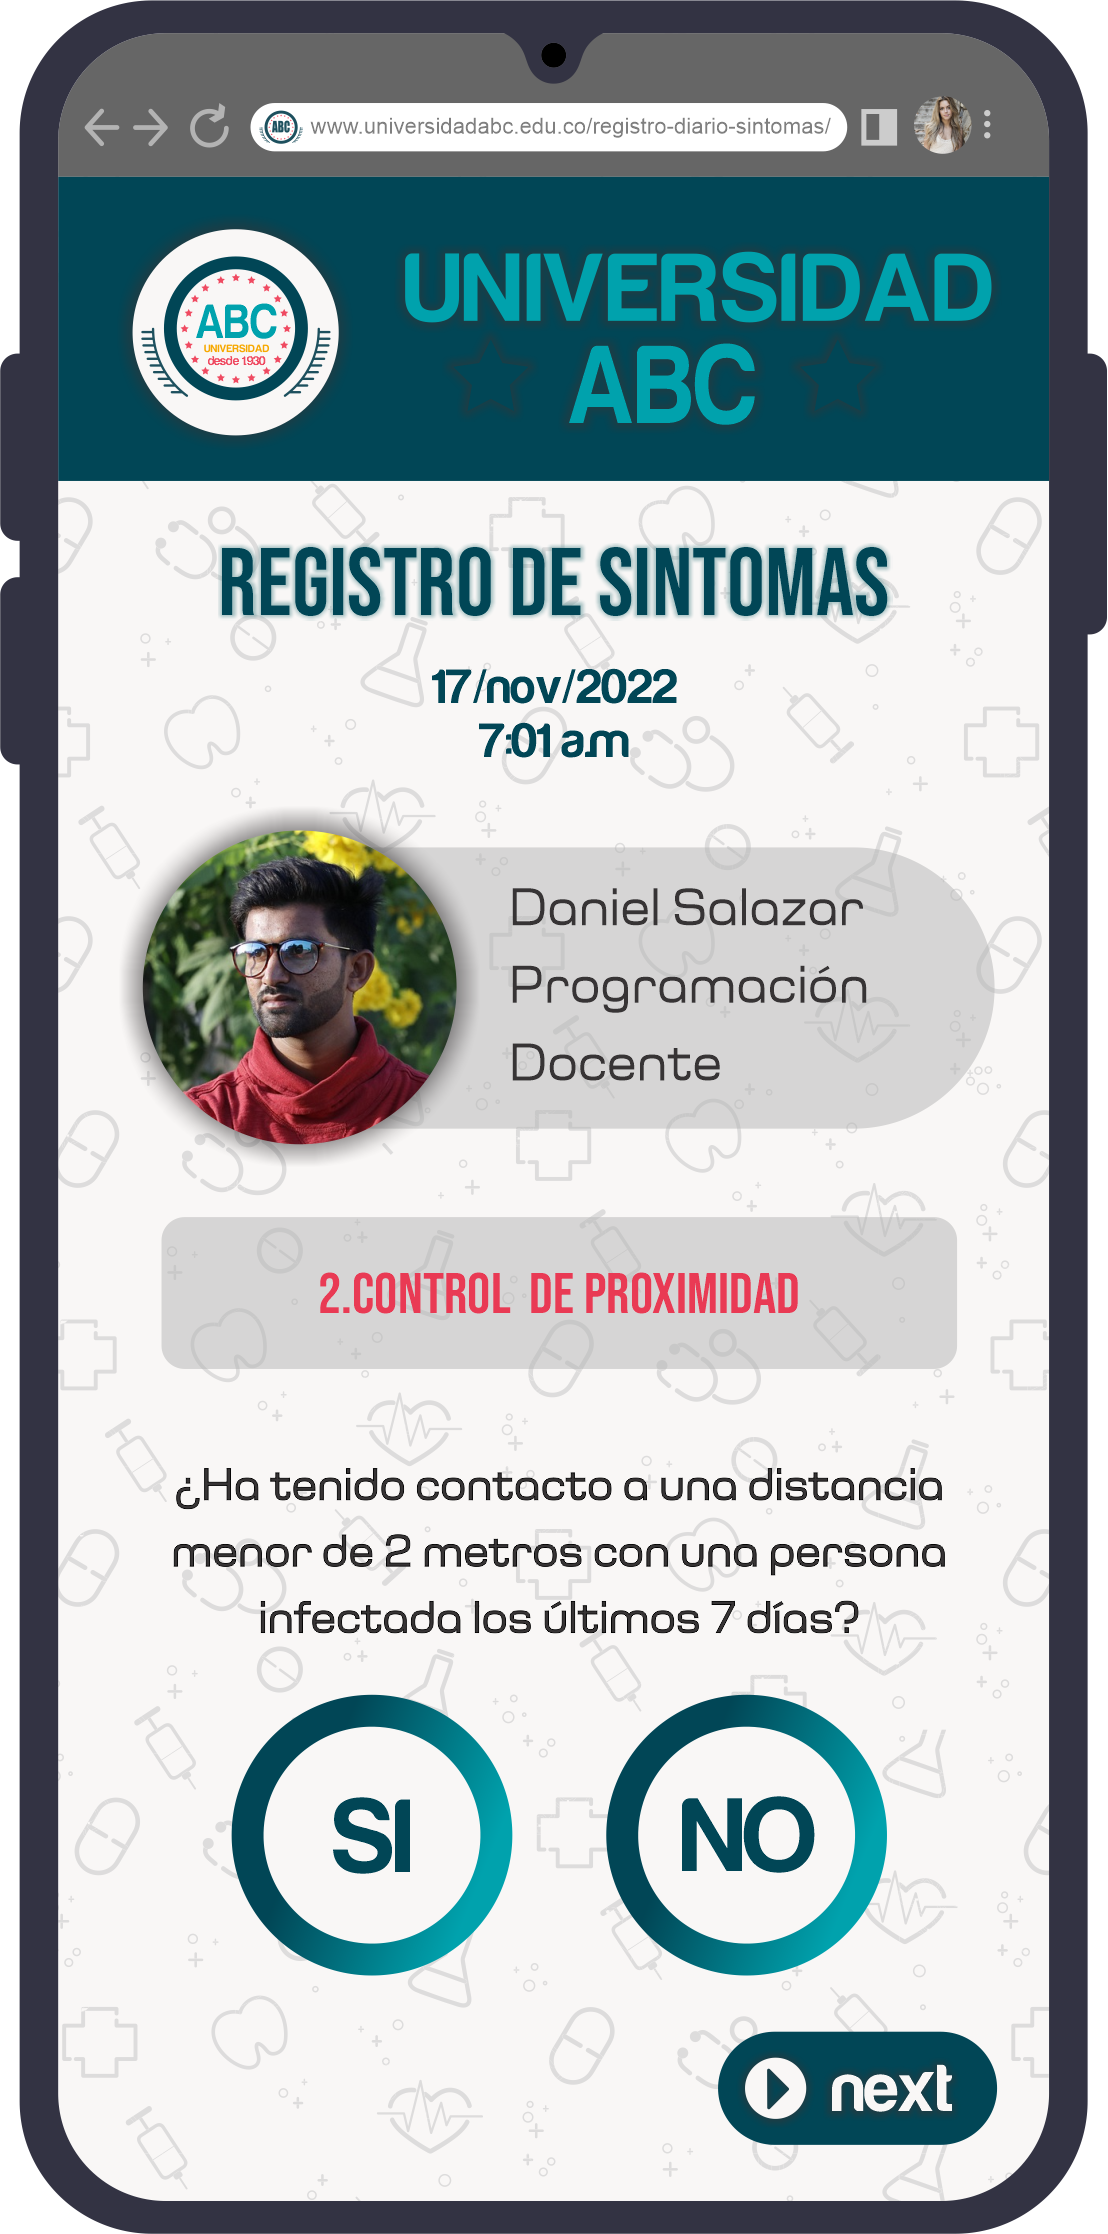 ABC www.universidadabc.edu.co/registro-diario-sintomas/
ABC
UNIVERSIDAD
desde 1930
UNIVERSIDAD
ABC
REGISTRO DE SINTOMAS
17/nov/2022
7:01 a.m
Daniel Salazar
Programación
Docente
2.CONTROL DE PROXIMIDAD
¿Ha tenido contacto a una distancia
menor de 2 metros con una persona
infectada los últimos 7 días?
SI NO
next